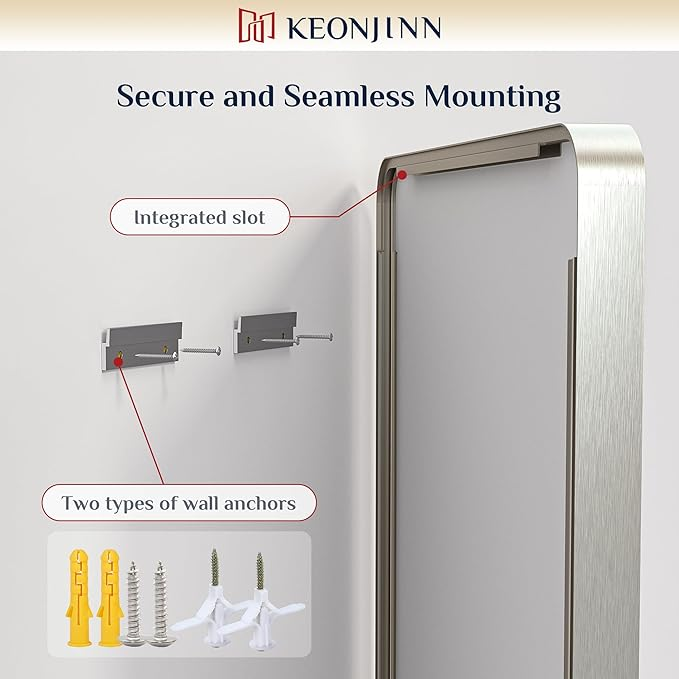 KEONJINN
Secure and Seamless Mounting
Integrated slot
Two types of wall anchors